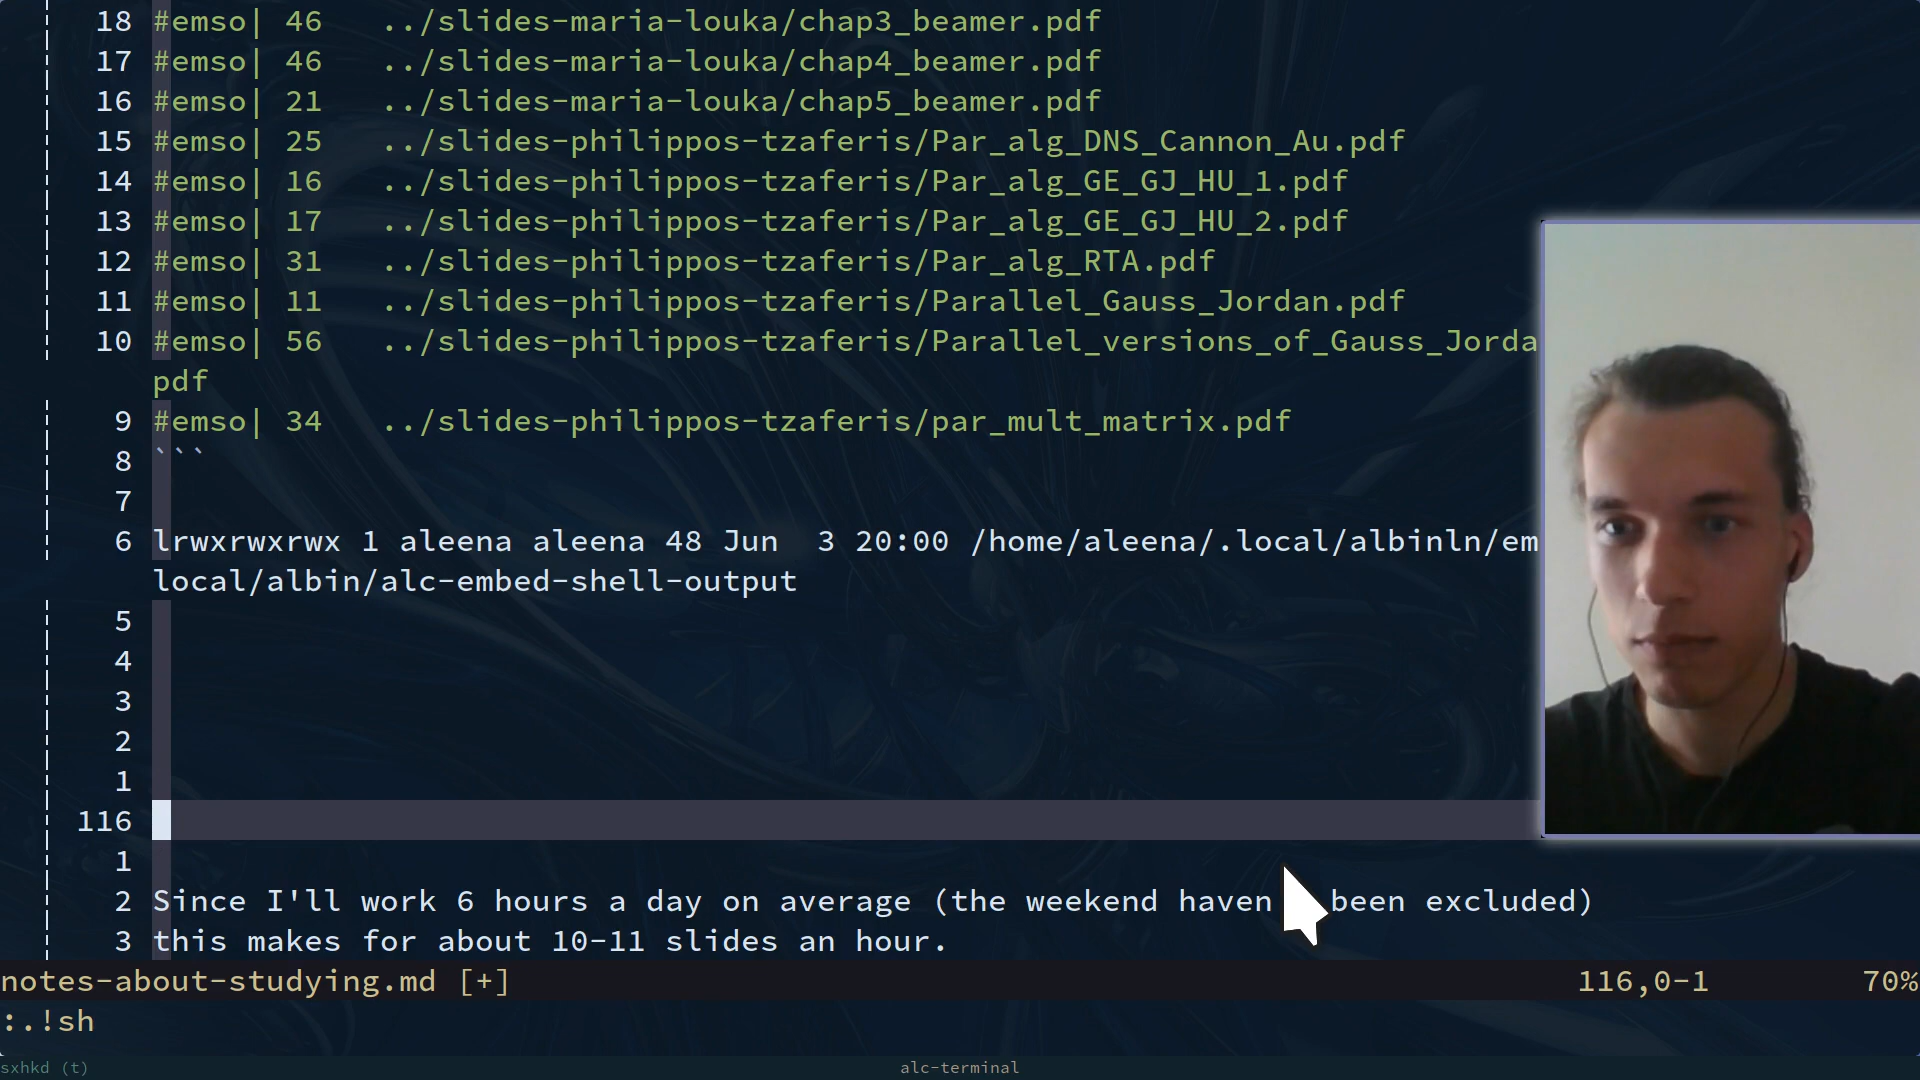 18 #emso| 46   ../slides-maria-louka/chap3_beamer.pdf
17 #emso| 46   ../slides-maria-louka/chap4_beamer.pdf
16 #emso| 21   ../slides-maria-louka/chap5_beamer.pdf
15 #emso| 25   ../slides-philippos-tzaferis/Par_alg_DNS_Cannon_Au.pdf
14 #emso| 16   ../slides-philippos-tzaferis/Par_alg_GE_GJ_HU_1.pdf
13 #emso| 17   ../slides-philippos-tzaferis/Par_alg_GE_GJ_HU_2.pdf
12 #emso| 31   ../slides-philippos-tzaferis/Par_alg_RTA.pdf
11 #emso| 11   ../slides-philippos-tzaferis/Parallel_Gauss_Jordan.pdf
10 #emso| 56   ../slides-philippos-tzaferis/Parallel_versions_of_Gauss_Jorda
pdf
9 #emso| 34   ../slides-philippos-tzaferis/par_mult_matrix.pdf
8 ```
7
6 lrwxrwxrwx 1 aleena aleena 48 Jun  3 20:00 /home/aleena/.local/albinln/em
local/albin/alc-embed-shell-output
5
4
3
2
1
116
1
2 Since I'll work 6 hours a day on average (the weekend haven been excluded)
3 this makes for about 10-11 slides an hour.
notes-about-studying.md [+] 116,0-1 70%
:.!sh
sxhkd (t) alc-terminal